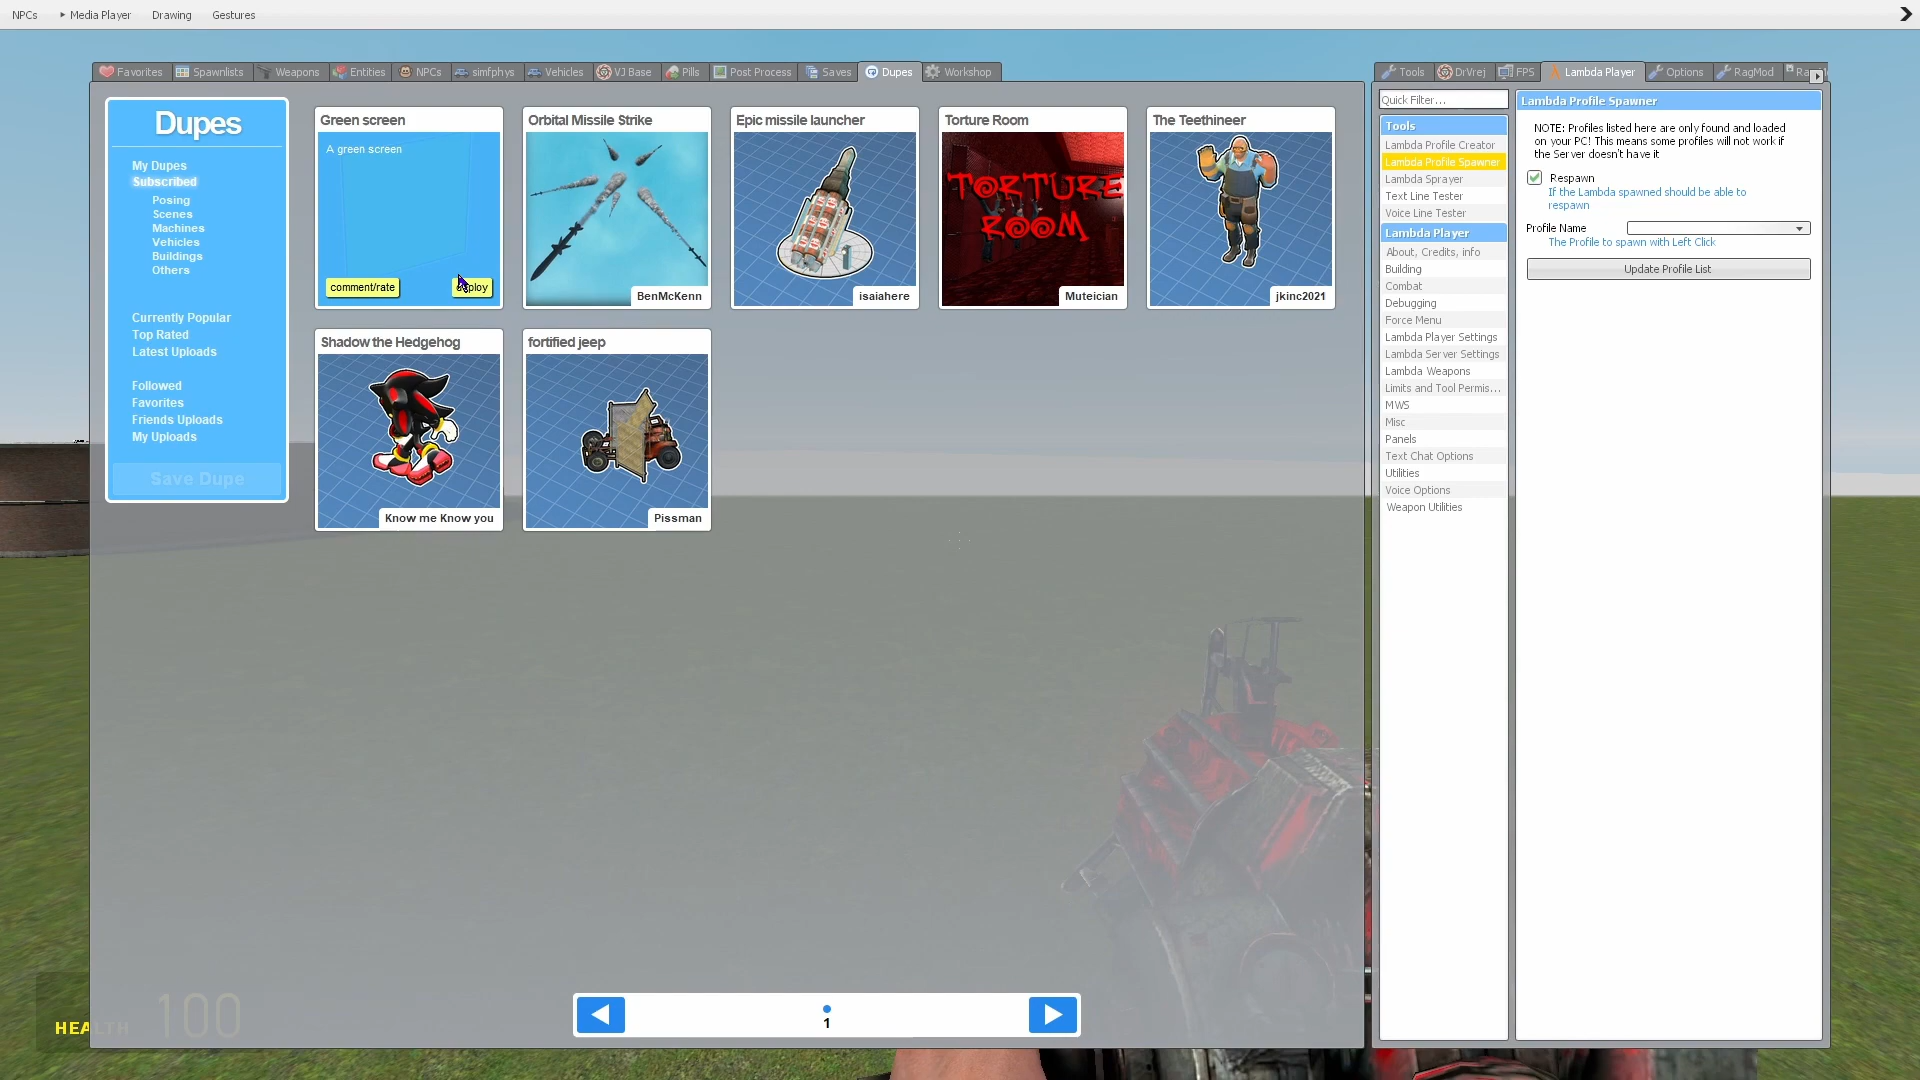 NPCs
Media Player
Drawing
Gestures
Favorites
Spawnlists
Weapons
Entities
NPCs
simfphys
Vehicles
VJ Base
Pills
Post Process
Saves
Dupes
Workshop
Tools
DrVrej
FPS
Lambda Player
Options
RagMod
Dupes
My Dupes
Subscribed
Posing
Scenes
Machines
Vehicles
Buildings
Others
Currently Popular
Top Rated
Latest Uploads
Followed
Favorites
Friends Uploads
My Uploads
Save Dupe
Green screen
A green screen
comment/rate
Orbital Missile Strike
BenMcKenn
Epic missile launcher
isaiahere
Torture Room
TORTURE
ROOM
Muteician
The Teethineer
jkinc2021
Shadow the Hedgehog
Know me Know you
fortified jeep
Pissman
1
HEALTH 100
Quick Filter...
Tools
Lambda Profile Creator
Lambda Profile Spawner
Lambda Sprayer
Text Line Tester
Voice Line Tester
Lambda Player
About, Credits, info
Building
Combat
Debugging
Force Menu
Lambda Player Settings
Lambda Server Settings
Lambda Weapons
Limits and Tool Permis...
MWS
Misc
Panels
Text Chat Options
Utilities
Voice Options
Weapon Utilities
Lambda Profile Spawner
NOTE: Profiles listed here are only found and loaded
on your PC! This means some profiles will not work if
the Server doesn't have it
Respawn
If the Lambda spawned should be able to
respawn
Profile Name
The Profile to spawn with Left Click
Update Profile List